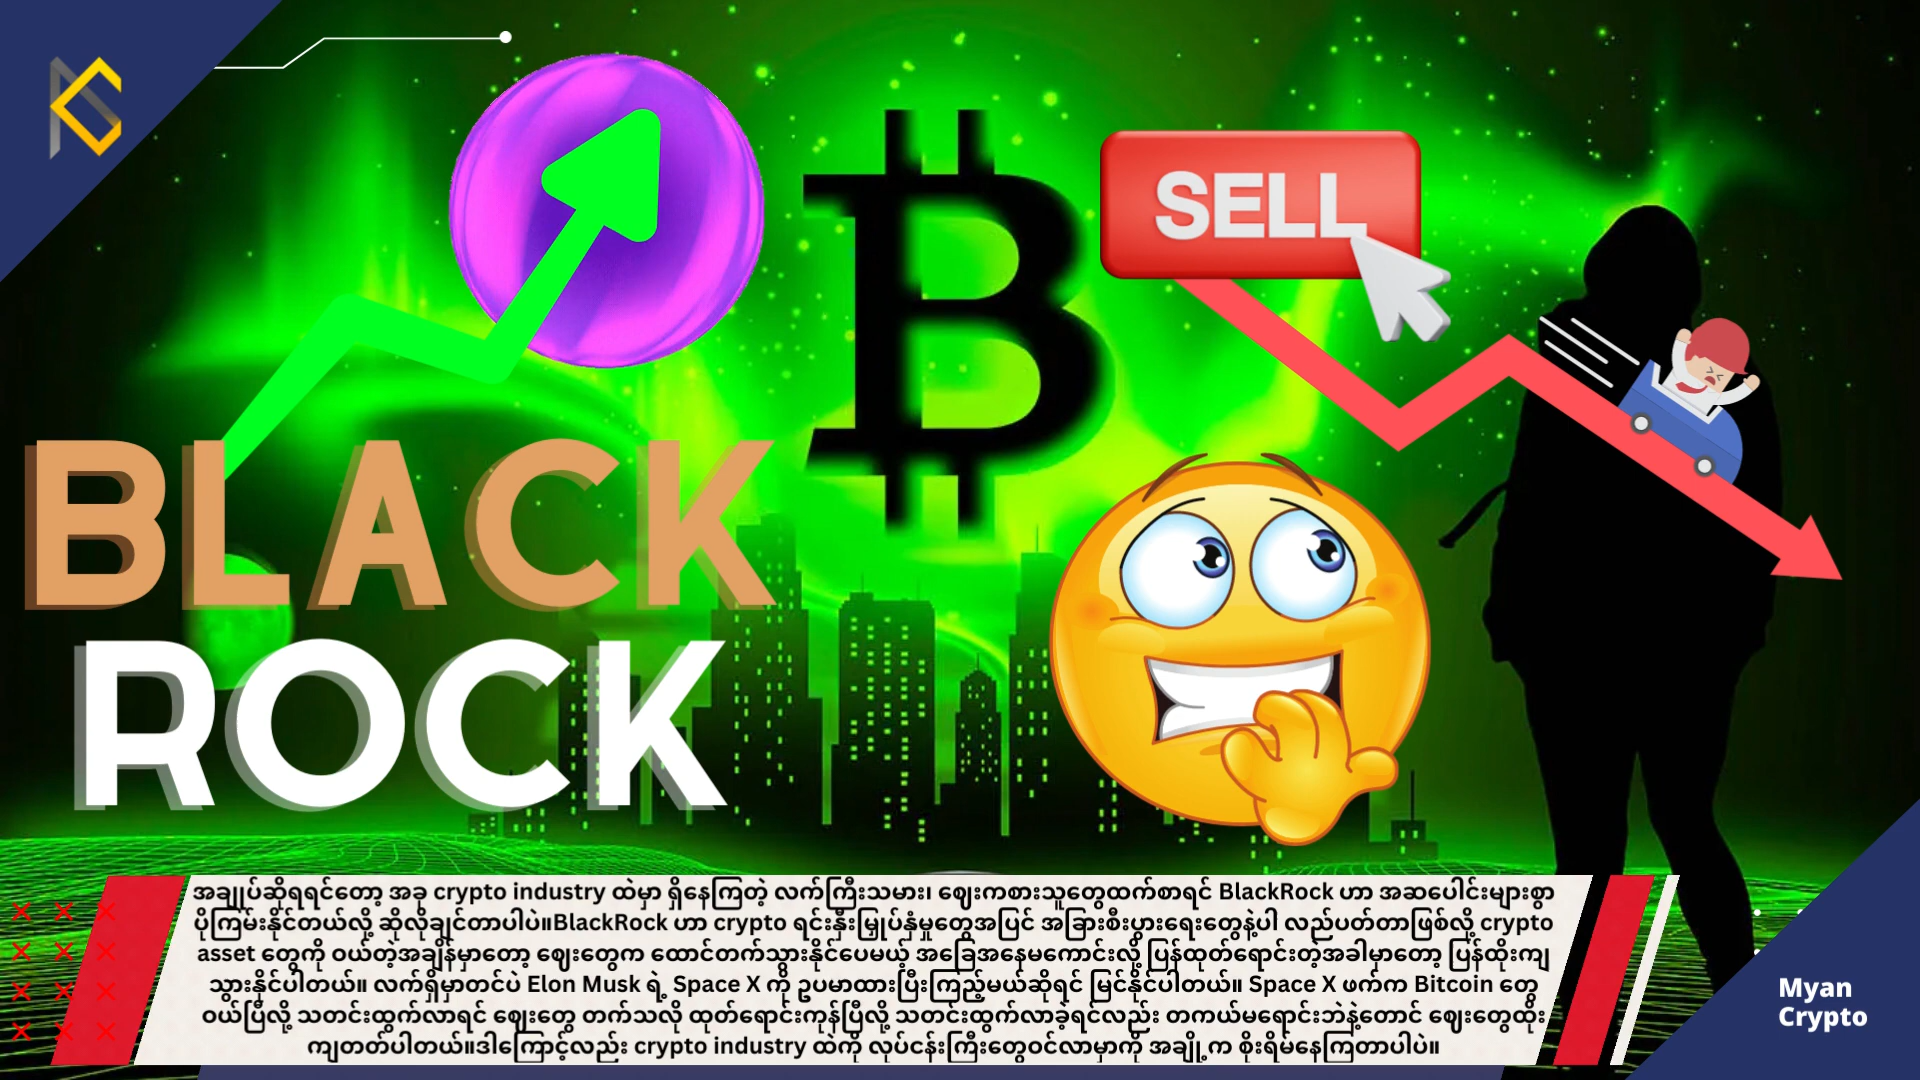 SELL
BLACK
ROCK
အချုပ်ဆိုရရင်တော့ အခု crypto industry ထဲမှာ ရှိနေကြတဲ့ လက်ကြီးသမား၊ ဈေးကစားသူတွေထက်စာရင် BlackRock ဟာ အဆပေါင်းများစွာ
ပိုကြမ်းနိုင်တယ်လို့ ဆိုလိုချင်တာပါပဲ။BlackRock ဟာ crypto ရင်းနှီးမြှုပ်နှံမှုတွေအပြင် အခြားစီးပွားရေးတွေနဲ့ပါ လည်ပတ်တာဖြစ်လို့ crypto
asset တွေကို ဝယ်တဲ့အချိန်မှာတော့ ဈေးတွေက ထောင်တက်သွားနိုင်ပေမယ့် အခြေအနေမကောင်းလို့ ပြန်ထုတ်ရောင်းတဲ့အခါမှာတော့ ပြန်ထိုးကျ
သွားနိုင်ပါတယ်။ လက်ရှိမှာတင်ပဲ Elon Musk ရဲ့ Space X ကို ဥပမာထားပြီးကြည့်မယ်ဆိုရင် မြင်နိုင်ပါတယ်။ Space X ဖက်က Bitcoin တွေ
ဝယ်ပြီလို့ သတင်းထွက်လာရင် ဈေးတွေ တက်သလို ထုတ်ရောင်းကုန်ပြီလို့ သတင်းထွက်လာခဲ့ရင်လည်း တကယ်မရောင်းဘဲနဲ့တောင် ဈေးတွေထိုး
ကျတတ်ပါတယ်။ဒါကြောင့်လည်း crypto industry ထဲကို လုပ်ငန်းကြီးတွေဝင်လာမှာကို အချို့က စိုးရိမ်နေကြတာပါပဲ။
Myan
Crypto